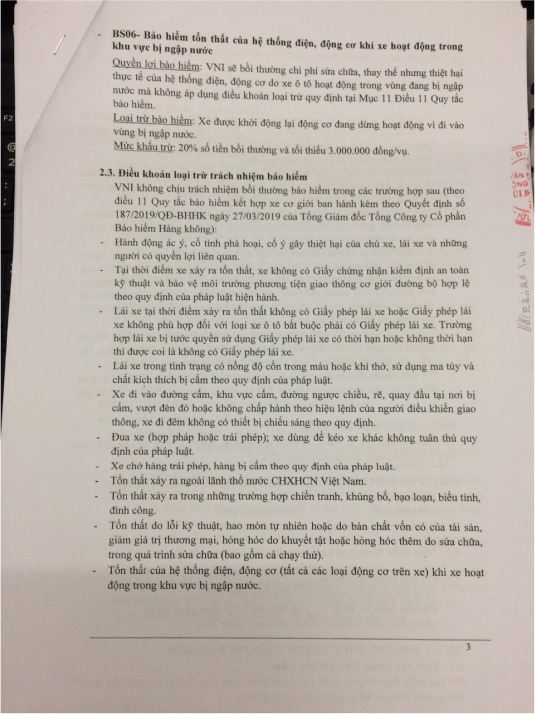 - BS06- Bảo hiểm tổn thất của hệ thống điện, động cơ khi xe hoạt động trong
khu vực bị ngập nước
Quyền lợi bảo hiểm: VNI sẽ bồi thường chi phí sửa chữa, thay thế nhưng thiệt hại
thực tế của hệ thống điện, động cơ do xe ô tô hoạt động trong vùng đang bị ngập
nước mà không áp dụng điều khoản loại trừ quy định tại Mục 11 Điều 11 Quy tắc
bảo hiểm.
Loại trừ bảo hiểm: Xe được khởi động lại động cơ đang dừng hoạt động vì đi vào
vùng bị ngập nước.
Mức khấu trừ: 20% số tiền bồi thường và tối thiểu 3.000.000 đồng/vụ.
2.3. Điều khoản loại trừ trách nhiệm bảo hiểm
VNI không chịu trách nhiệm bồi thường bảo hiểm trong các trường hợp sau (theo
điều 11 Quy tắc bảo hiểm kết hợp xe cơ giới ban hành kèm theo Quyết định số
187/2019/QĐ-BHHK ngày 27/03/2019 của Tổng Giám đốc Tổng Công ty Cổ phần
Bảo hiểm Hàng không):
- Hành động ác ý, cố tình phá hoại, cố ý gây thiệt hại của chủ xe, lái xe và những
người có quyền lợi liên quan.
- Tại thời điểm xe xảy ra tổn thất, xe không có Giấy chứng nhận kiểm định an toàn
kỹ thuật và bảo vệ môi trường phương tiện giao thông cơ giới đường bộ hợp lệ
theo quy định của pháp luật hiện hành.
- Lái xe tại thời điểm xảy ra tổn thất không có Giấy phép lái xe hoặc Giấy phép lái
xe không phù hợp đối với loại xe ô tô bắt buộc phải có Giấy phép lái xe. Trường
hợp lái xe bị tước quyền sử dụng Giấy phép lái xe có thời hạn hoặc không thời hạn
thì được coi là không có Giấy phép lái xe.
- Lái xe trong tình trạng có nồng độ cồn trong máu hoặc khí thở, sử dụng ma túy và
chất kích thích bị cấm theo quy định của pháp luật.
- Xe đi vào đường cấm, khu vực cấm, đường ngược chiều, rẽ, quay đầu tại nơi bị
cấm, vượt đèn đỏ hoặc không chấp hành theo hiệu lệnh của người điều khiển giao
thông, xe đi đêm không có thiết bị chiếu sáng theo quy định.
- Đua xe (hợp pháp hoặc trái phép); xe dùng để kéo xe khác không tuân thủ quy
định của pháp luật.
- Xe chở hàng trái phép, hàng bị cấm theo quy định của pháp luật.
- Tổn thất xảy ra ngoài lãnh thổ nước CHXHCN Việt Nam.
- Tổn thất xảy ra trong những trường hợp chiến tranh, khủng bố, bạo loạn, biểu tình,
đình công.
- Tổn thất do lỗi kỹ thuật, hao mòn tự nhiên hoặc do bản chất vốn có của tài sản,
giảm giá trị thương mại, hỏng hóc do khuyết tật hoặc hỏng hóc thêm do sửa chữa,
trong quá trình sửa chữa (bao gồm cả chạy thử).
- Tổn thất của hệ thống điện, động cơ (tất cả các loại động cơ trên xe) khi xe hoạt
động trong khu vực bị ngập nước.
3
F2
@
2